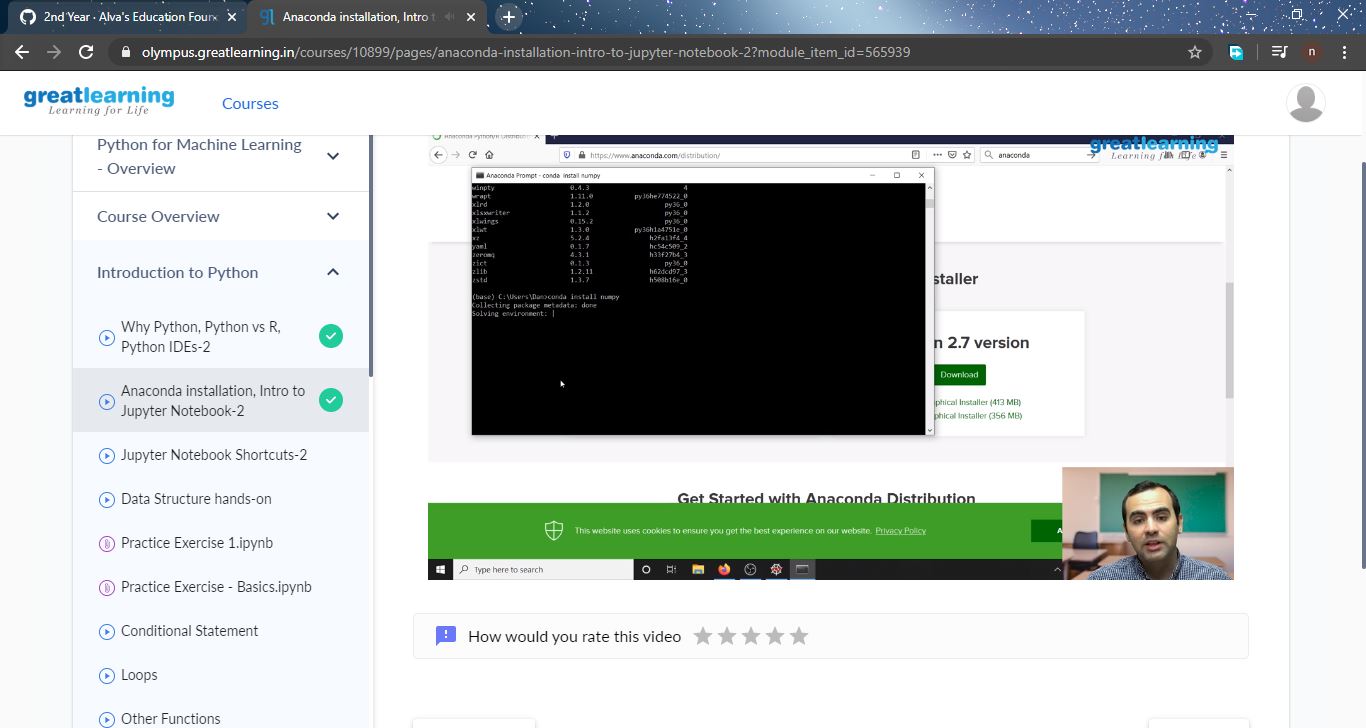 2nd Year · Alva's Education Foun
Anaconda installation, Intro t
olympus.greatlearning.in/courses/10899/pages/anaconda-installation-intro-to-jupyter-notebook-2?module_item_id=565939
n
greatlearning
Learning for Life
Courses
Python for Machine Learning
- Overview
Course Overview
Introduction to Python
Why Python, Python vs R,
Python IDEs-2
Anaconda installation, Intro to
Jupyter Notebook-2
Jupyter Notebook Shortcuts-2
Data Structure hands-on
Practice Exercise 1.ipynb
Practice Exercise - Basics.ipynb
Conditional Statement
Loops
Other Functions
Anaconda Python/R Distributi
https://www.anaconda.com/distribution/
anaconda
greatlearning
Learning for Life
Anaconda Prompt - conda install numpy
winpty 0.4.3 4
wrapt 1.11.0 py36he774522_0
xlrd 1.2.0 py36_0
xlsxwriter 1.1.2 py36_0
xlwings 0.15.2 py36_0
xlwt 1.3.0 py36h1a4751e_0
xz 5.2.4 h2fa13f4_4
yaml 0.1.7 hc54c509_2
zeromq 4.3.1 h33f27b4_3
zict 0.1.3 py36_0
zlib 1.2.11 h62dcd97_3
zstd 1.3.7 h508b16e_0
(base) C:\Users\Dan>conda install numpy
Collecting package metadata: done
Solving environment: |
staller
n 2.7 version
Download
phical Installer (413 MB)
phical Installer (356 MB)
Get Started with Anaconda Distribution
This website uses cookies to ensure you get the best experience on our website. Privacy Policy
A
Type here to search
How would you rate this video